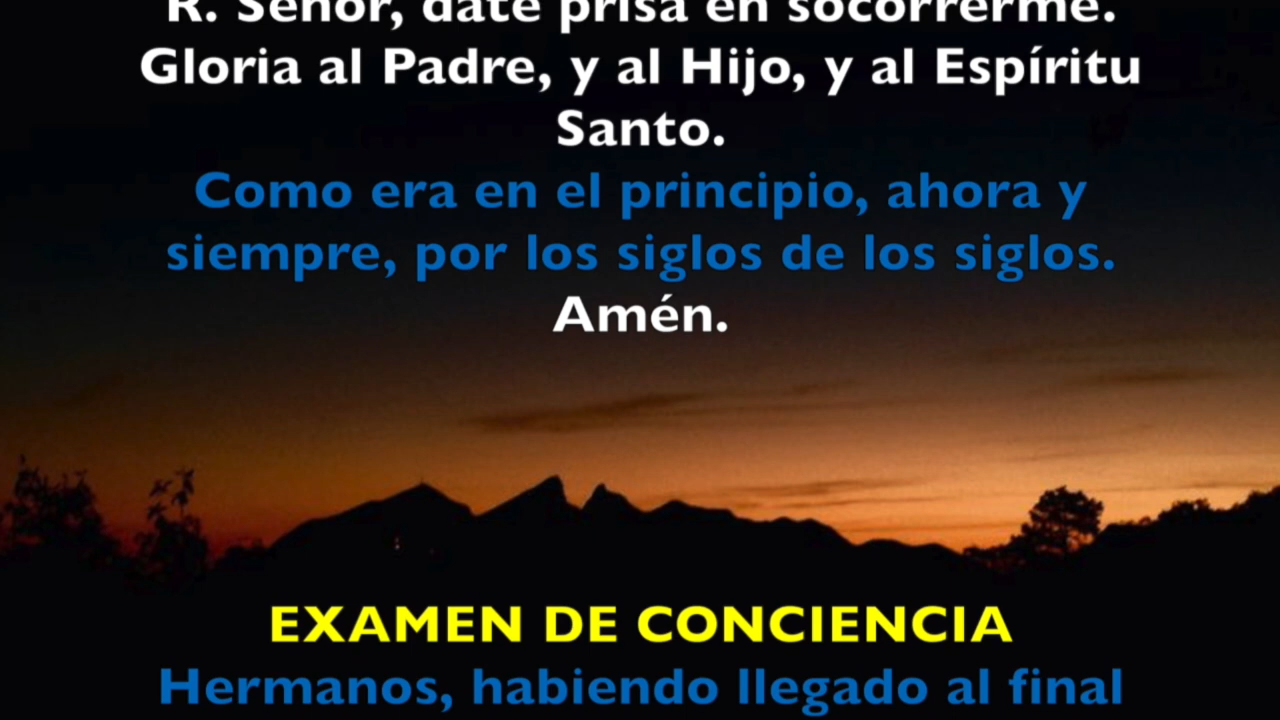 R. Señor, date prisa en socorrerme.
Gloria al Padre, y al Hijo, y al Espíritu
Santo.
Como era en el principio, ahora y
siempre, por los siglos de los siglos.
Amén.
EXAMEN DE CONCIENCIA
Hermanos, habiendo llegado al final